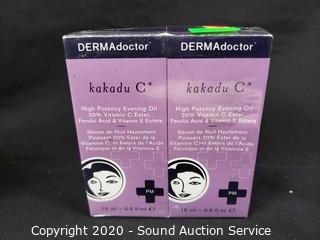 DERMAdoctor®
kakadu C®
High Potency Evening Oil
20% Vitamin C Ester,
Ferulic Acid & Vitamin E Esters
Sérum de Nuit Hautement
Puissant 20% Ester de la
Vitamine C, et Esters de l'Acide
Férulique et de la Vitamine E
PM
15 ml ℮ 0.5 fl oz ℮
DERMAdoctor®
kakadu C®
High Potency Evening Oil
20% Vitamin C Ester,
Ferulic Acid & Vitamin E Esters
Sérum de Nuit Hautement
Puissant 20% Ester de la
Vitamine C, et Esters de l'Acide
Férulique et de la Vitamine E
PM
15 ml ℮ 0.5 fl oz ℮
Copyright 2020 - Sound Auction Service